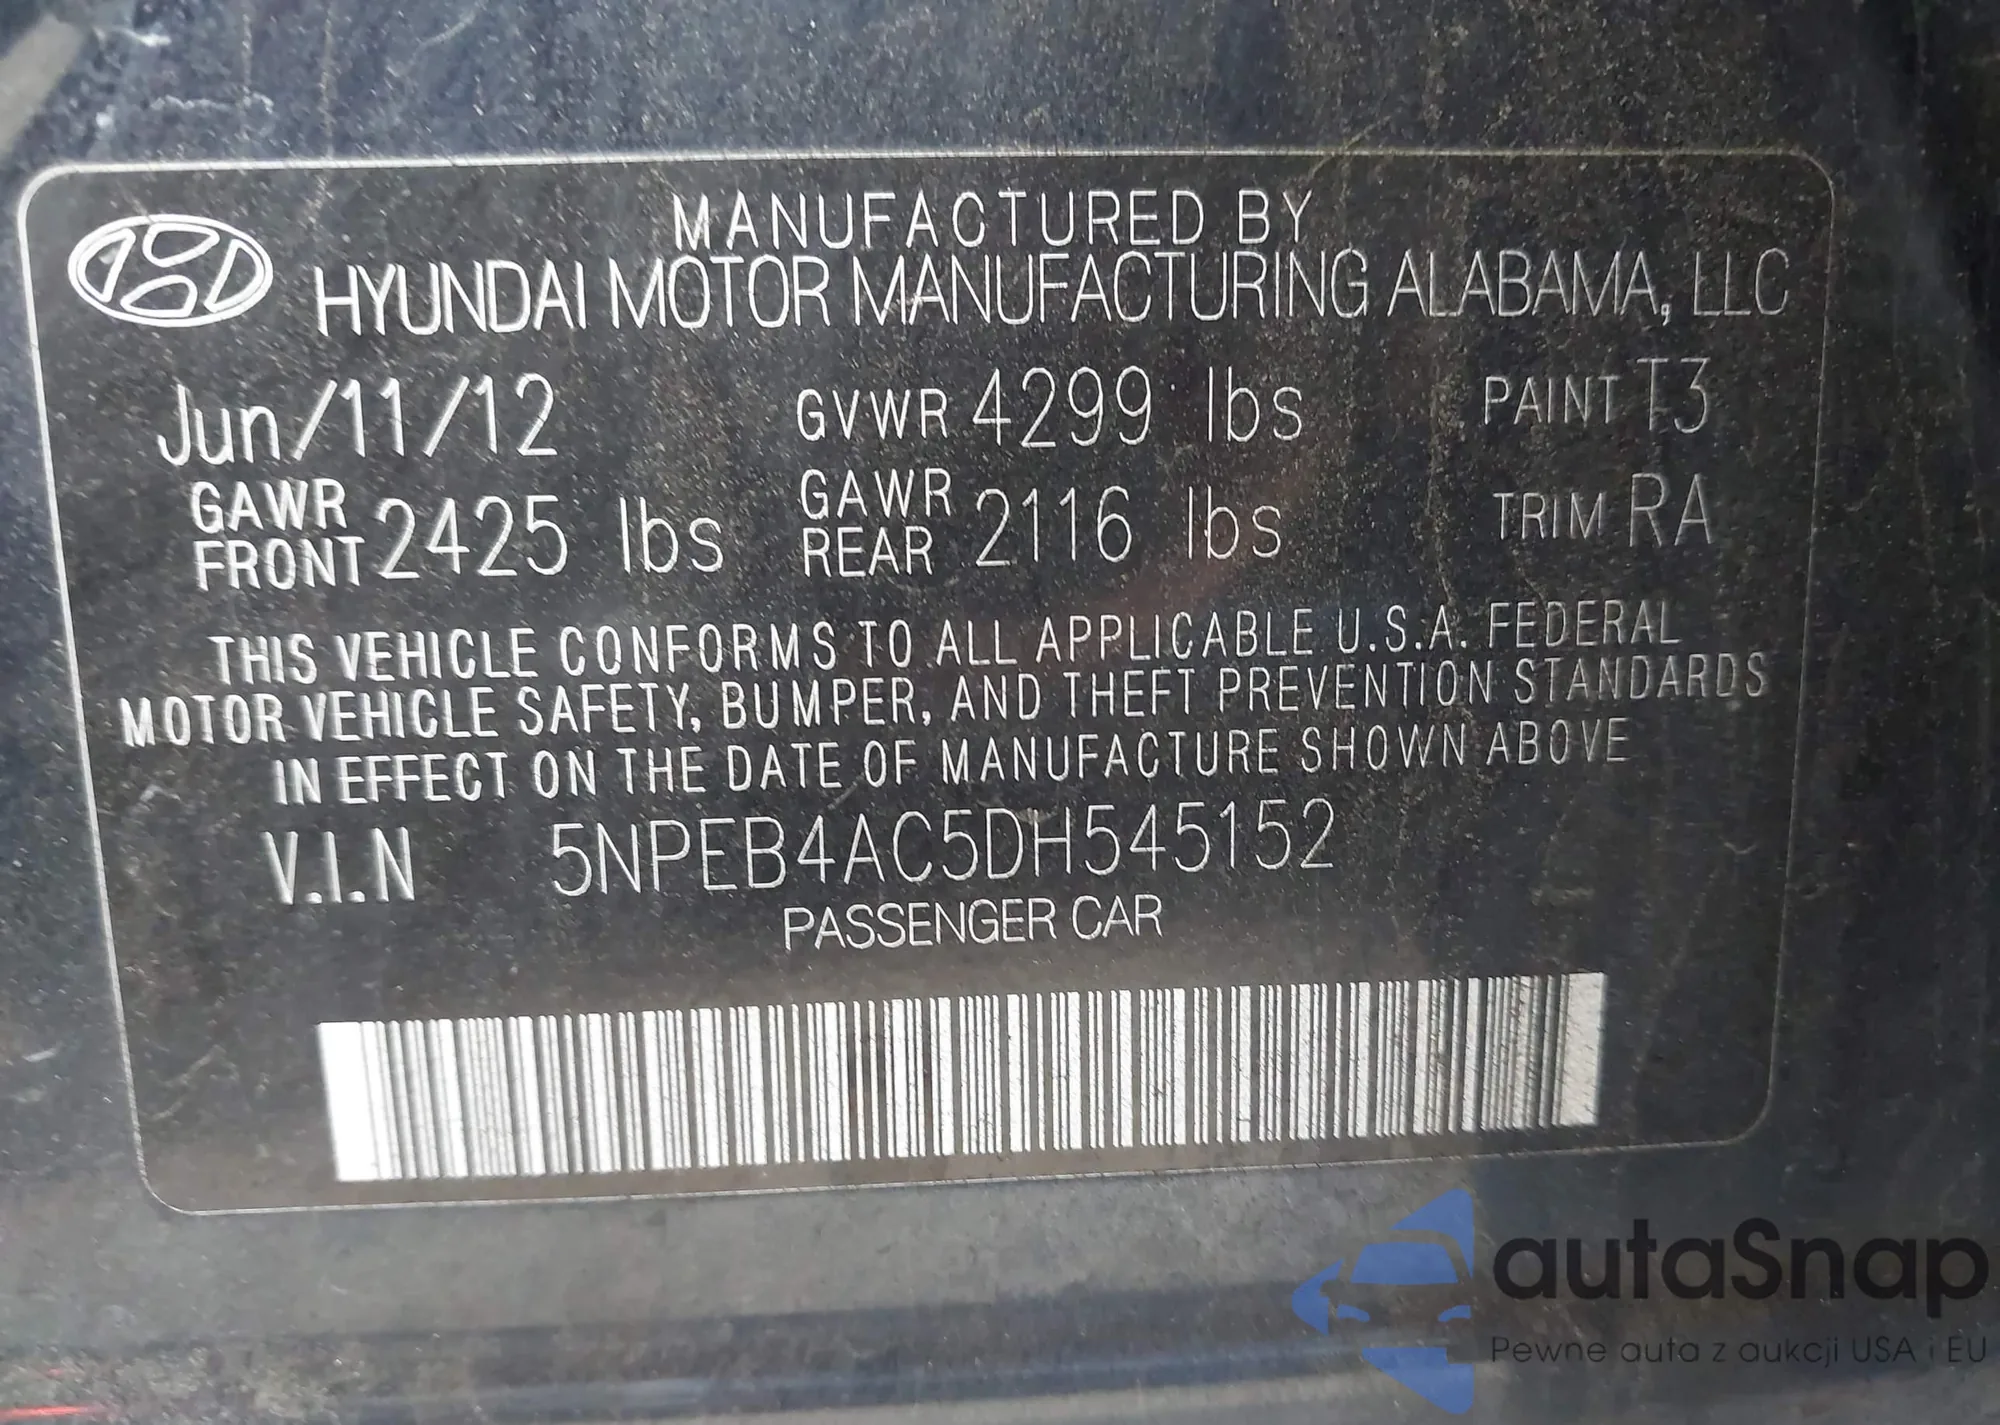 MANUFACTURED BY
HYUNDAI MOTOR MANUFACTURING ALABAMA, LLC
Jun/11/12 GVWR 4299 lbs PAINT T3
GAWR FRONT 2425 lbs GAWR REAR 2116 lbs TRIM RA
THIS VEHICLE CONFORMS TO ALL APPLICABLE U.S.A. FEDERAL
MOTOR VEHICLE SAFETY, BUMPER, AND THEFT PREVENTION STANDARDS
IN EFFECT ON THE DATE OF MANUFACTURE SHOWN ABOVE
V.I.N 5NPEB4AC5DH545152
PASSENGER CAR
autaSnap
Pewne auta z aukcji USA i EU